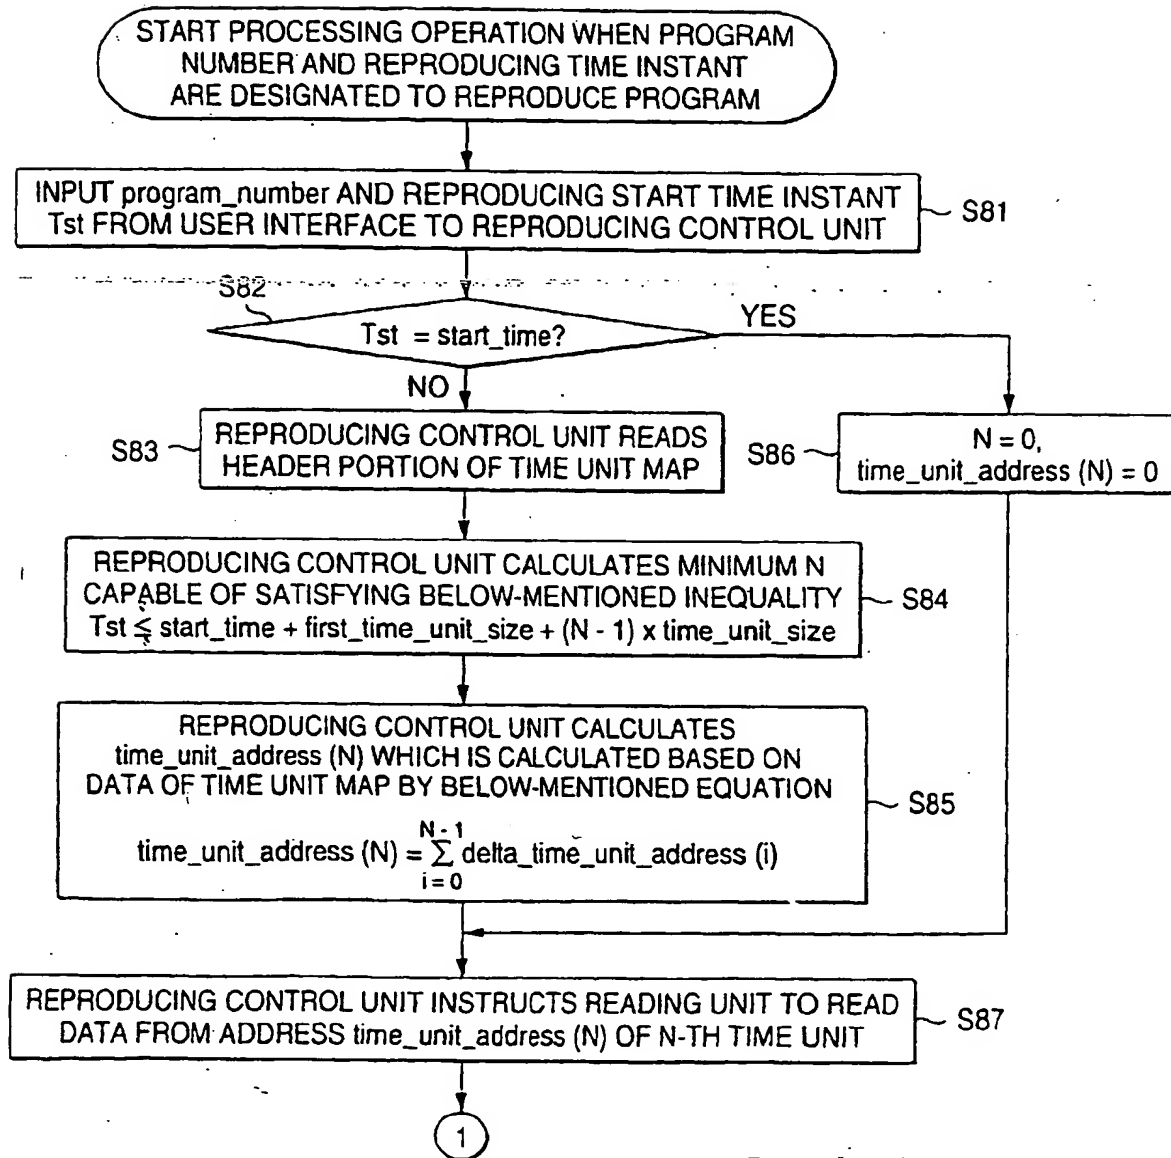 START PROCESSING OPERATION WHEN PROGRAM
NUMBER AND REPRODUCING TIME INSTANT
ARE DESIGNATED TO REPRODUCE PROGRAM
INPUT program_number AND REPRODUCING START TIME INSTANT
Tst FROM USER INTERFACE TO REPRODUCING CONTROL UNIT
S81
S82
Tst = start_time?
YES
NO
S83
REPRODUCING CONTROL UNIT READS
HEADER PORTION OF TIME UNIT MAP
S86
N = 0,
time_unit_address (N) = 0
REPRODUCING CONTROL UNIT CALCULATES MINIMUM N
CAPABLE OF SATISFYING BELOW-MENTIONED INEQUALITY
Tst ≦ start_time + first_time_unit_size + (N - 1) x time_unit_size
S84
REPRODUCING CONTROL UNIT CALCULATES
time_unit_address (N) WHICH IS CALCULATED BASED ON
DATA OF TIME UNIT MAP BY BELOW-MENTIONED EQUATION
N - 1
time_unit_address (N) = Σ delta_time_unit_address (i)
i = 0
S85
REPRODUCING CONTROL UNIT INSTRUCTS READING UNIT TO READ
DATA FROM ADDRESS time_unit_address (N) OF N-TH TIME UNIT
S87
1